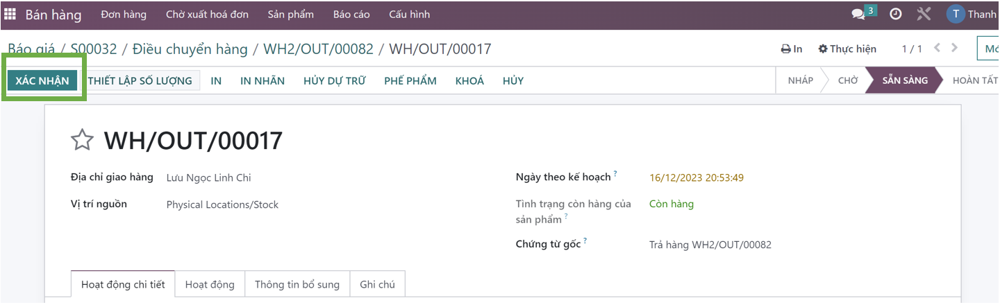 Bán hàng Đơn hàng Chờ xuất hoá đơn Sản phẩm Báo cáo Cấu hình 3 T Thanh
Báo giá / S00032 / Điều chuyển hàng / WH2/OUT/00082 / WH/OUT/00017 In Thực hiện 1 / 1
XÁC NHẬN THIẾT LẬP SỐ LƯỢNG IN IN NHÃN HỦY DỰ TRỮ PHẾ PHẨM KHOÁ HỦY NHÁP CHỜ SẴN SÀNG HOÀN TẤT
WH/OUT/00017
Địa chỉ giao hàng Lưu Ngọc Linh Chi Ngày theo kế hoạch ? 16/12/2023 20:53:49
Vị trí nguồn Physical Locations/Stock Tình trạng còn hàng của Còn hàng
sản phẩm ?
Chứng từ gốc ? Trả hàng WH2/OUT/00082
Hoạt động chi tiết Hoạt động Thông tin bổ sung Ghi chú